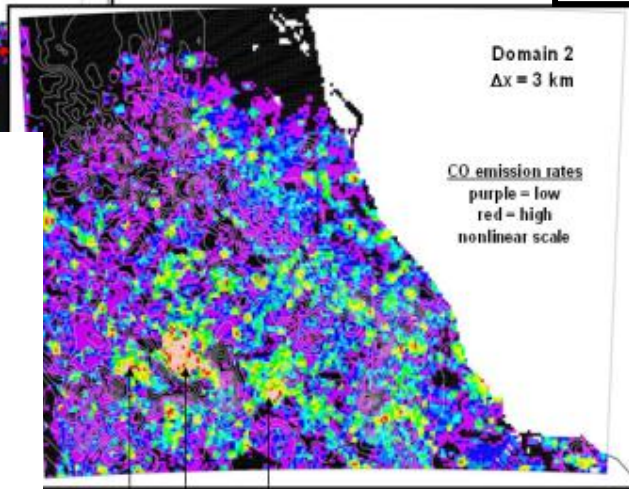 Domain 2
Δx = 3 km
CO emission rates
purple = low
red = high
nonlinear scale